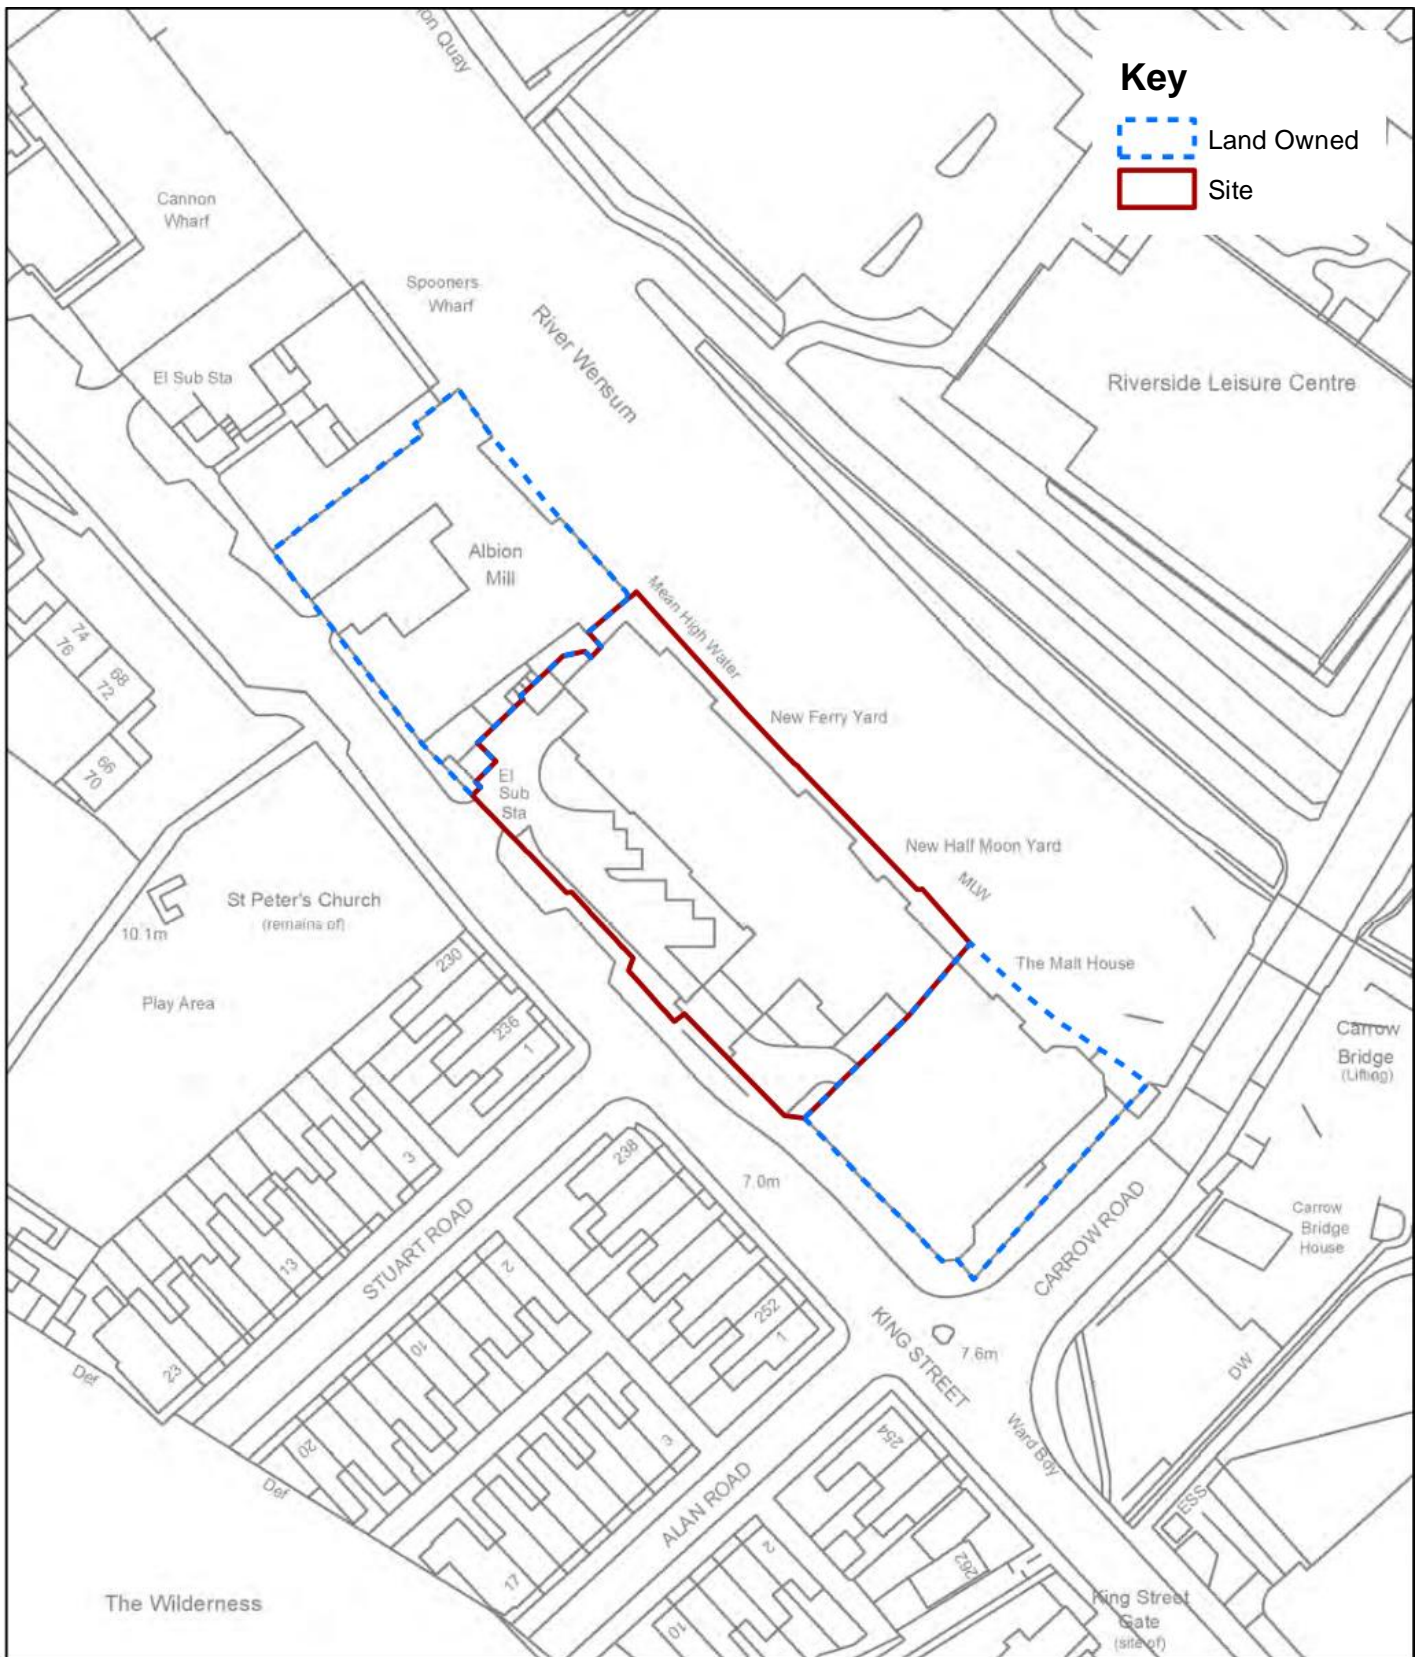 on Quay
Key
Land Owned
Site
Cannon
Wharf
Spooners
Wharf
River Wensum
El Sub Sta
Riverside Leisure Centre
Albion
Mill
Mean High Water
74
76
68
72
66
70
New Ferry Yard
El
Sub
Sta
New Half Moon Yard
MLW
St Peter's Church
(remains of)
10.1m
230
The Malt House
Play Area
236
1
Carrow
Bridge
(Lifting)
3
238
7.0m
13
STUART ROAD
2
CARROW ROAD
Carrow
Bridge
House
252
1
KING STREET
7.6m
10
23
Def
DW
3
20
Def
254
Ward Bdy
ALAN ROAD
ESS
17
2
262
The Wilderness
10
King Street
Gate
(site of)